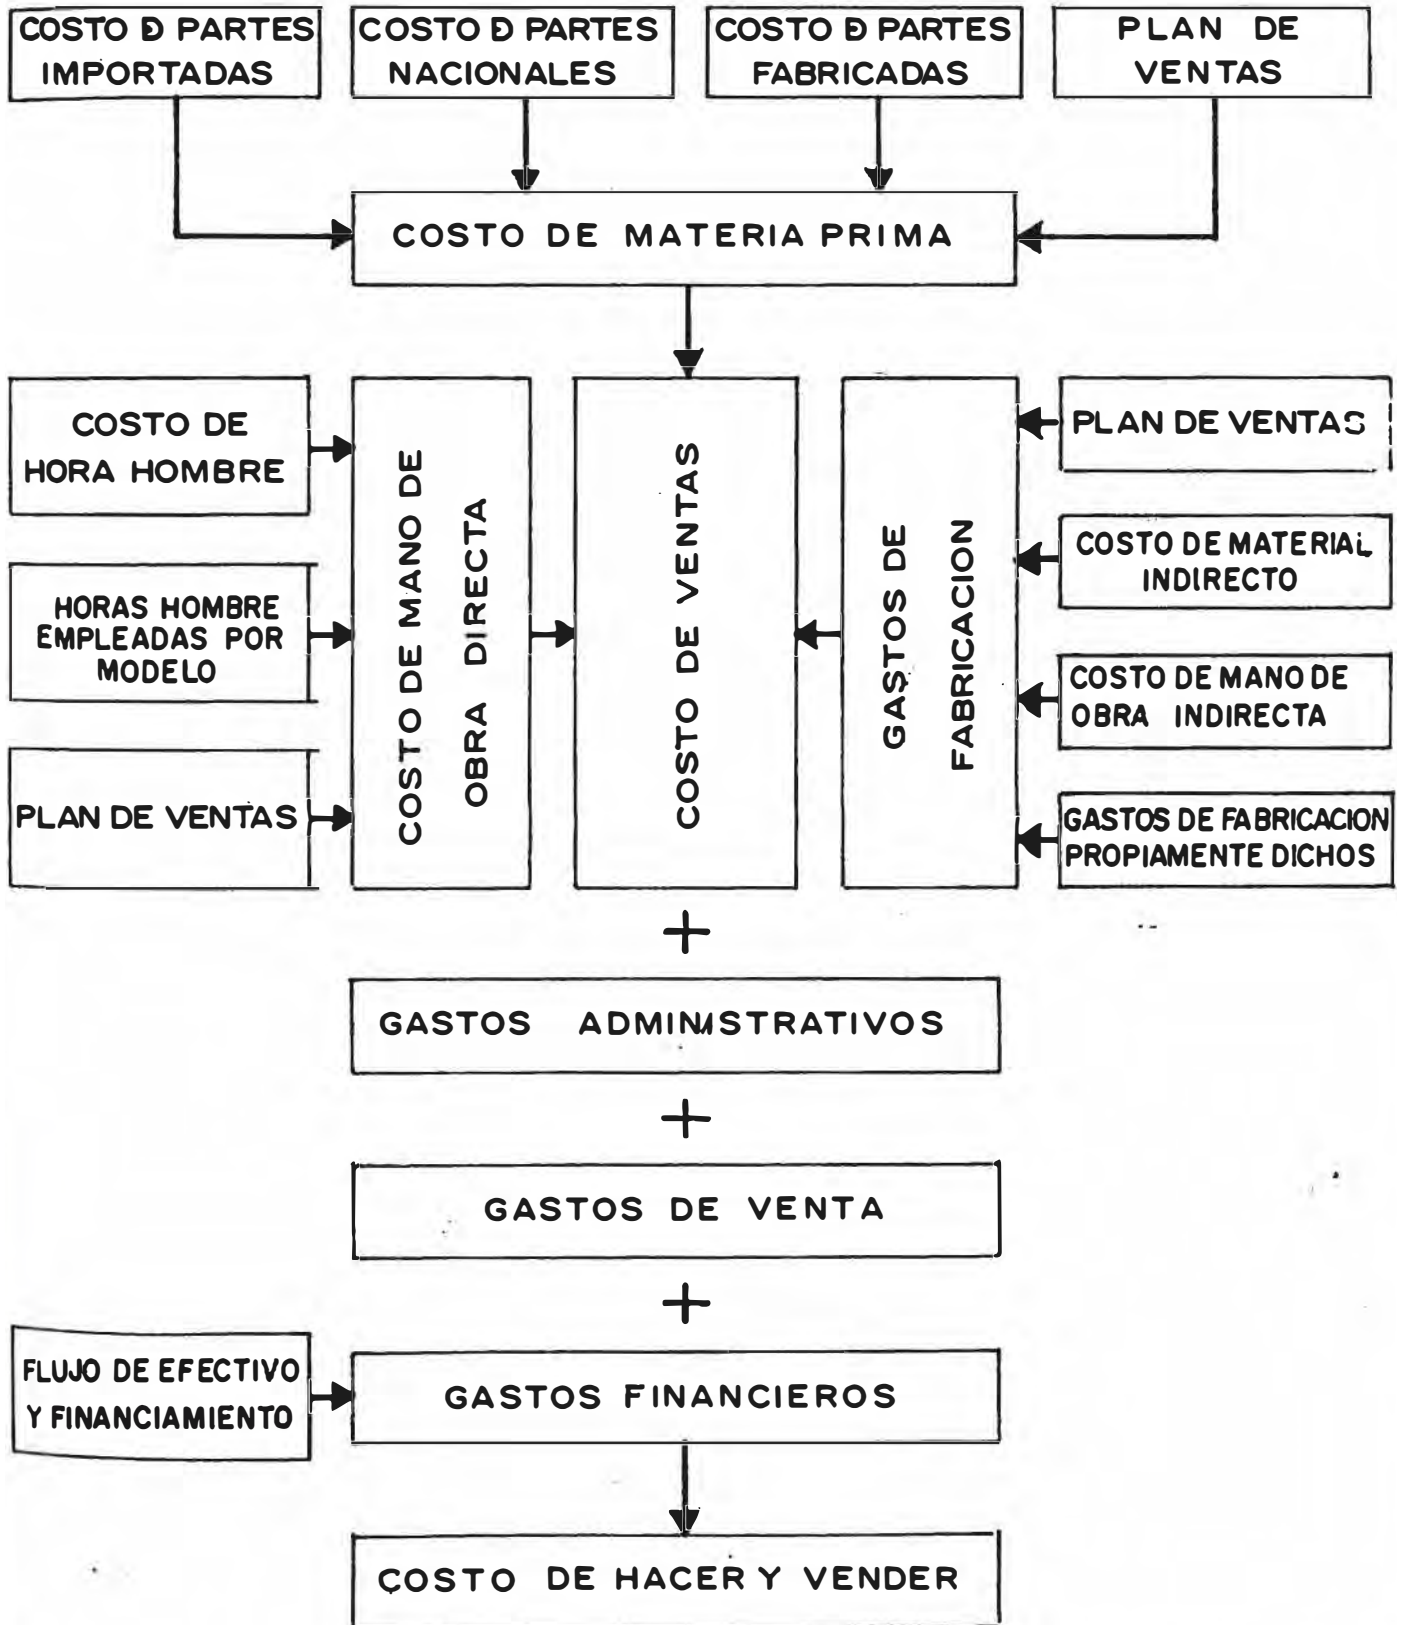 COSTO Đ PARTES
IMPORTADAS
COSTO Đ PARTES
NACIONALES
COSTO Đ PARTES
FABRICADAS
PLAN DE
VENTAS
COSTO DE MATERIA PRIMA
COSTO DE
HORA HOMBRE
HORAS HOMBRE
EMPLEADAS POR
MODELO
PLAN DE VENTAS
COSTO DE MANO DE
OBRA DIRECTA
COSTO DE VENTAS
GASTOS DE
FABRICACION
PLAN DE VENTAS
COSTO DE MATERIAL
INDIRECTO
COSTO DE MANO DE
OBRA INDIRECTA
GASTOS DE FABRICACION
PROPIAMENTE DICHOS
+
GASTOS ADMINISTRATIVOS
+
GASTOS DE VENTA
+
FLUJO DE EFECTIVO
Y FINANCIAMIENTO
GASTOS FINANCIEROS
COSTO DE HACER Y VENDER